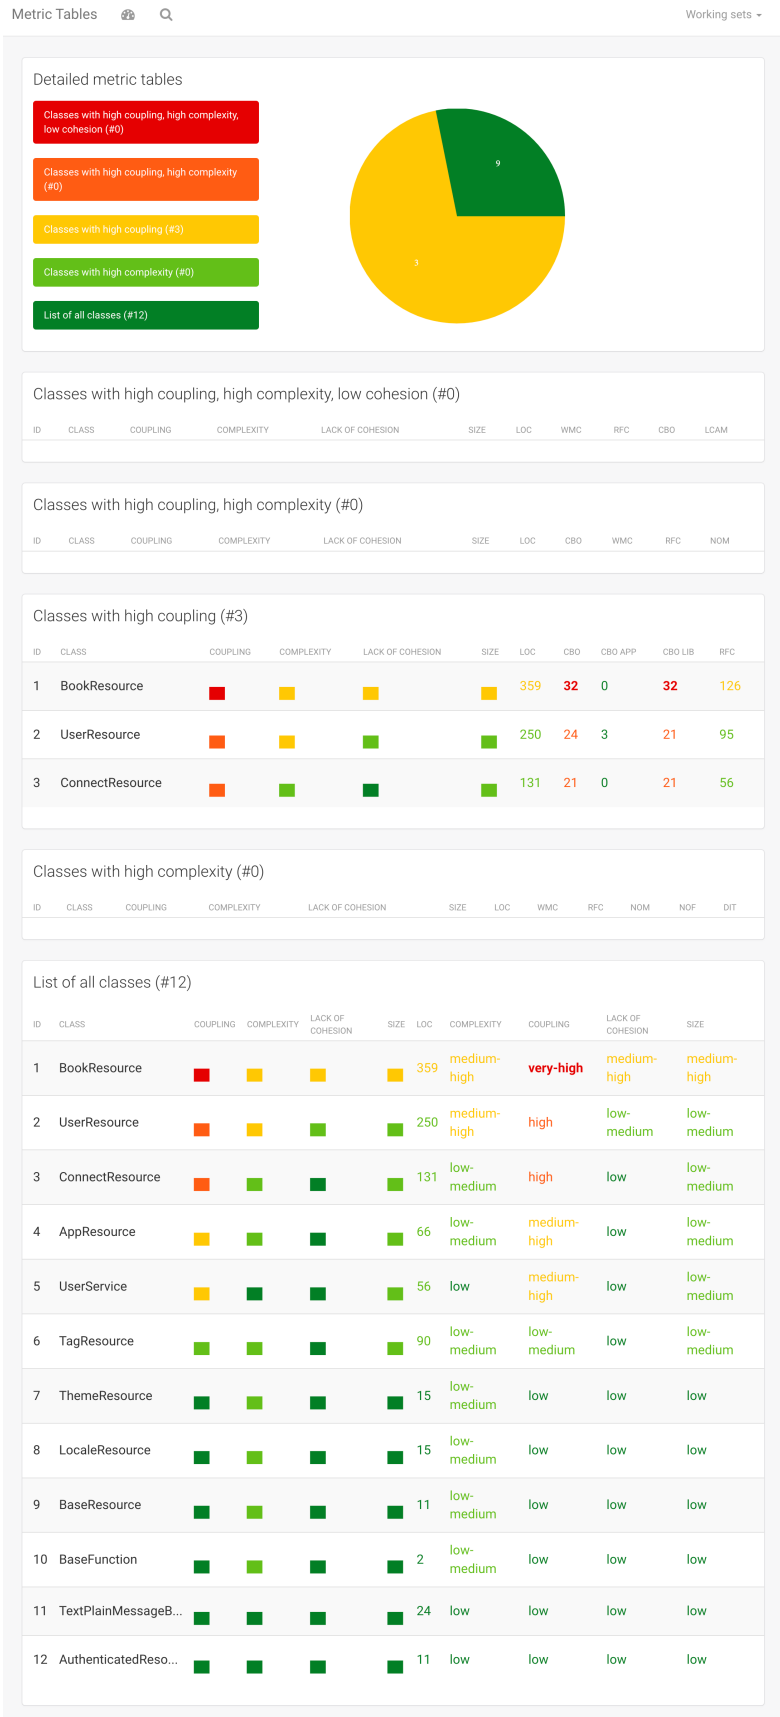 Metric Tables
Working sets
Detailed metric tables
Classes with high coupling, high complexity,
low cohesion (#0)
Classes with high coupling, high complexity
(#0)
Classes with high coupling (#3)
Classes with high complexity (#0)
List of all classes (#12)
9
3
Classes with high coupling, high complexity, low cohesion (#0)
ID CLASS COUPLING COMPLEXITY LACK OF COHESION SIZE LOC WMC RFC CBO LCAM
Classes with high coupling, high complexity (#0)
ID CLASS COUPLING COMPLEXITY LACK OF COHESION SIZE LOC CBO WMC RFC NOM
Classes with high coupling (#3)
ID CLASS COUPLING COMPLEXITY LACK OF COHESION SIZE LOC CBO CBO APP CBO LIB RFC
1 BookResource 359 32 0 32 126
2 UserResource 250 24 3 21 95
3 ConnectResource 131 21 0 21 56
Classes with high complexity (#0)
ID CLASS COUPLING COMPLEXITY LACK OF COHESION SIZE LOC WMC RFC NOM NOF DIT
List of all classes (#12)
ID CLASS COUPLING COMPLEXITY LACK OF COHESION SIZE LOC COMPLEXITY COUPLING LACK OF COHESION SIZE
1 BookResource 359 medium-high very-high medium-high medium-high
2 UserResource 250 medium-high high low-medium low-medium
3 ConnectResource 131 low-medium high low low-medium
4 AppResource 66 low-medium medium-high low low-medium
5 UserService 56 low medium-high low low-medium
6 TagResource 90 low-medium low-medium low low-medium
7 ThemeResource 15 low-medium low low low
8 LocaleResource 15 low-medium low low low
9 BaseResource 11 low-medium low low low
10 BaseFunction 2 low-medium low low low
11 TextPlainMessageB... 24 low low low low
12 AuthenticatedReso... 11 low low low low